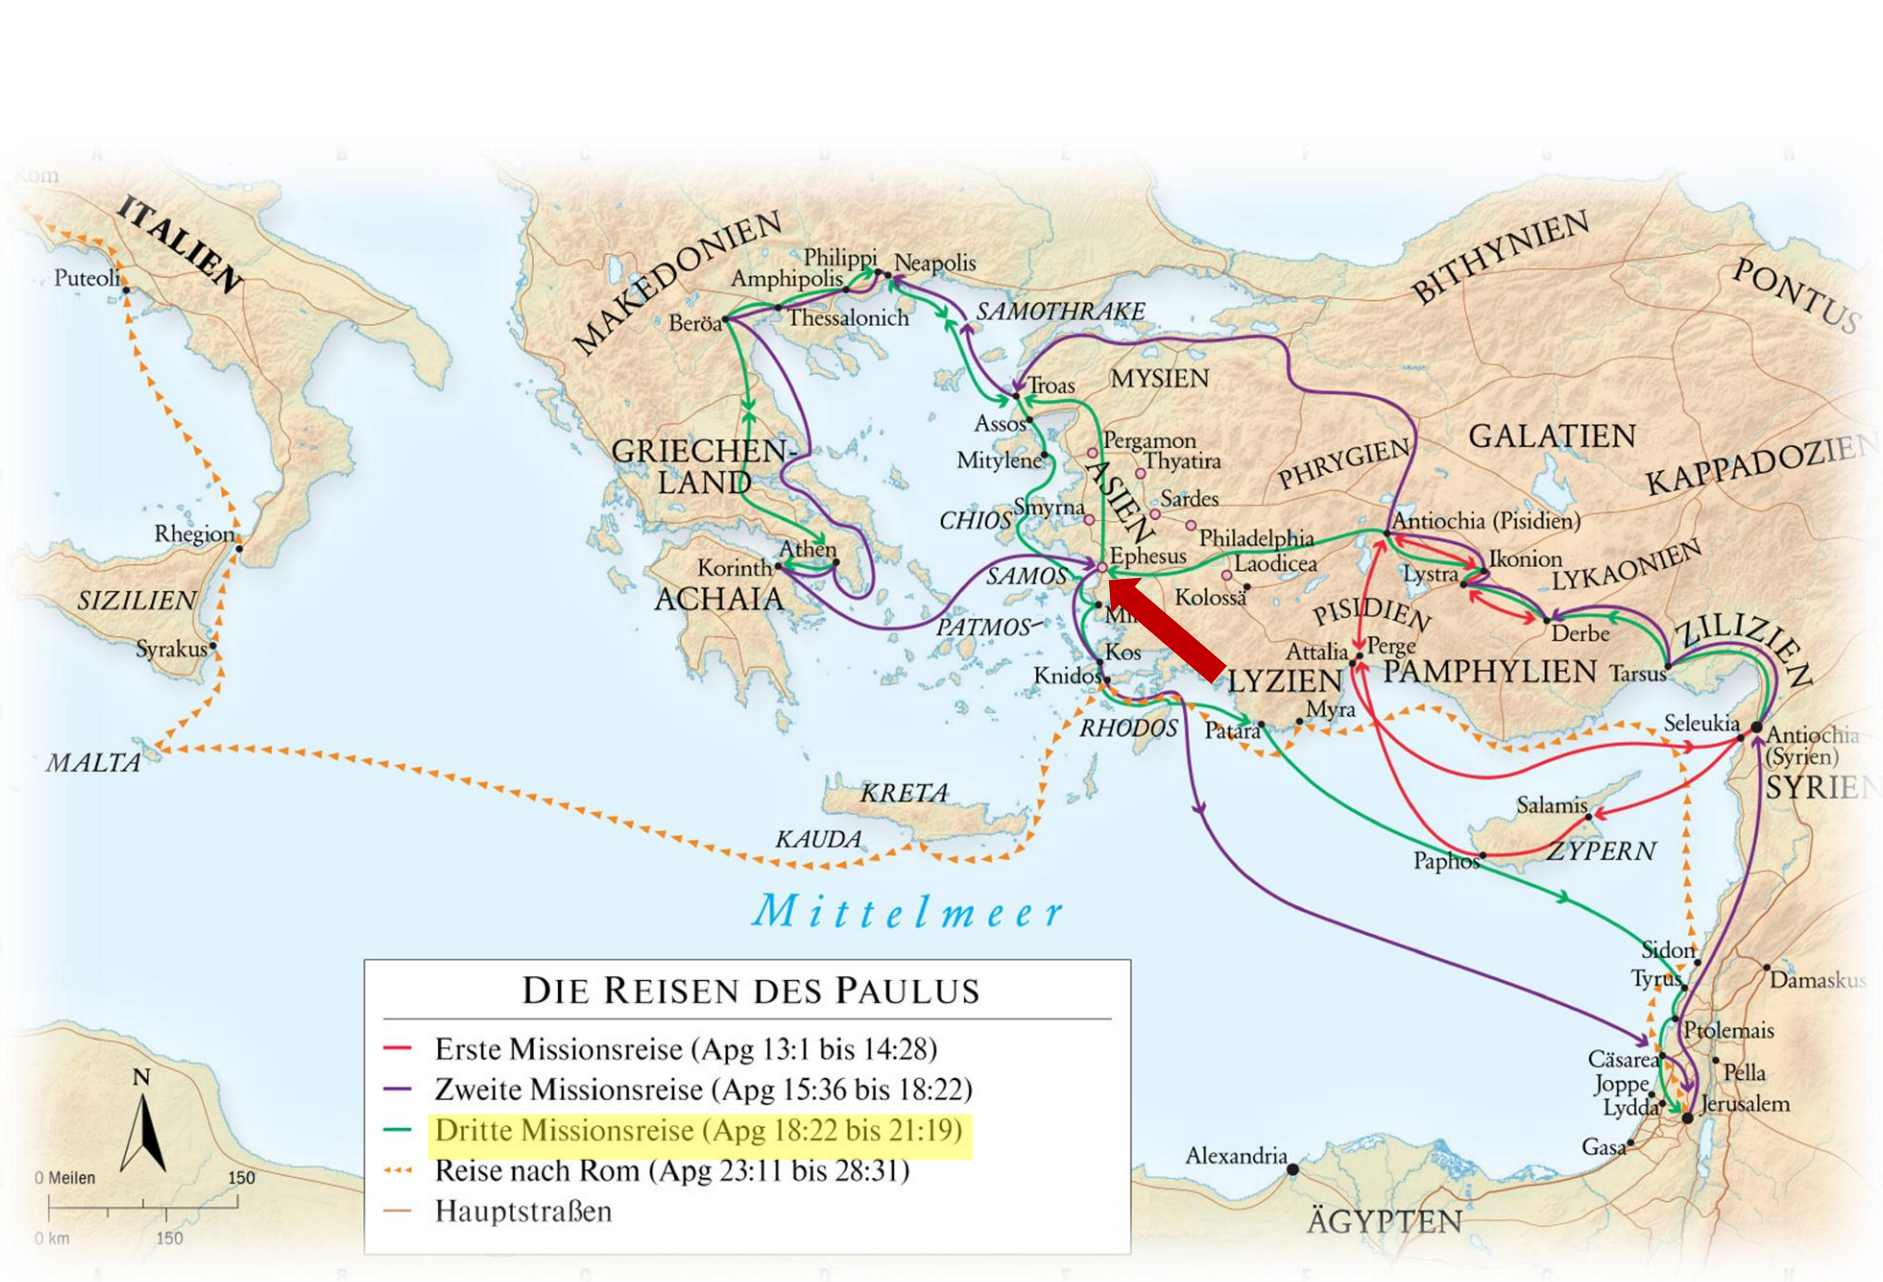 Rom
ITALIEN
Puteoli
MAKEDONIEN
Philippi
Neapolis
Amphipolis
Beröa
Thessalonich
SAMOTHRAKE
BITHYNIEN
PONTUS
Troas
MYSIEN
Assos
Mitylene
Pergamon
Thyatira
ASIEN
PHRYGIEN
GALATIEN
KAPPADOZIEN
GRIECHEN-
LAND
CHIOS
Smyrna
Sardes
Philadelphia
Antiochia (Pisidien)
Rhegion
Athen
Korinth
ACHAIA
SAMOS
Ephesus
Laodicea
Kolossä
Ikonion
Lystra
LYKAONIEN
SIZILIEN
Syrakus
PATMOS
Mil
PISIDIEN
Derbe
ZILIZIEN
Kos
Knidos
Attalia
Perge
LYZIEN
PAMPHYLIEN
Tarsus
RHODOS
Patara
Myra
Seleukia
Antiochia
(Syrien)
SYRIEN
MALTA
KRETA
KAUDA
Salamis
Paphos
ZYPERN
Mittelmeer
Sidon
Tyrus
Damaskus
Ptolemais
Cäsarea
Pella
Joppe
Lydda
Jerusalem
Gasa
Alexandria
ÄGYPTEN
DIE REISEN DES PAULUS
Erste Missionsreise (Apg 13:1 bis 14:28)
Zweite Missionsreise (Apg 15:36 bis 18:22)
Dritte Missionsreise (Apg 18:22 bis 21:19)
Reise nach Rom (Apg 23:11 bis 28:31)
Hauptstraßen
N
0 Meilen 150
0 km 150